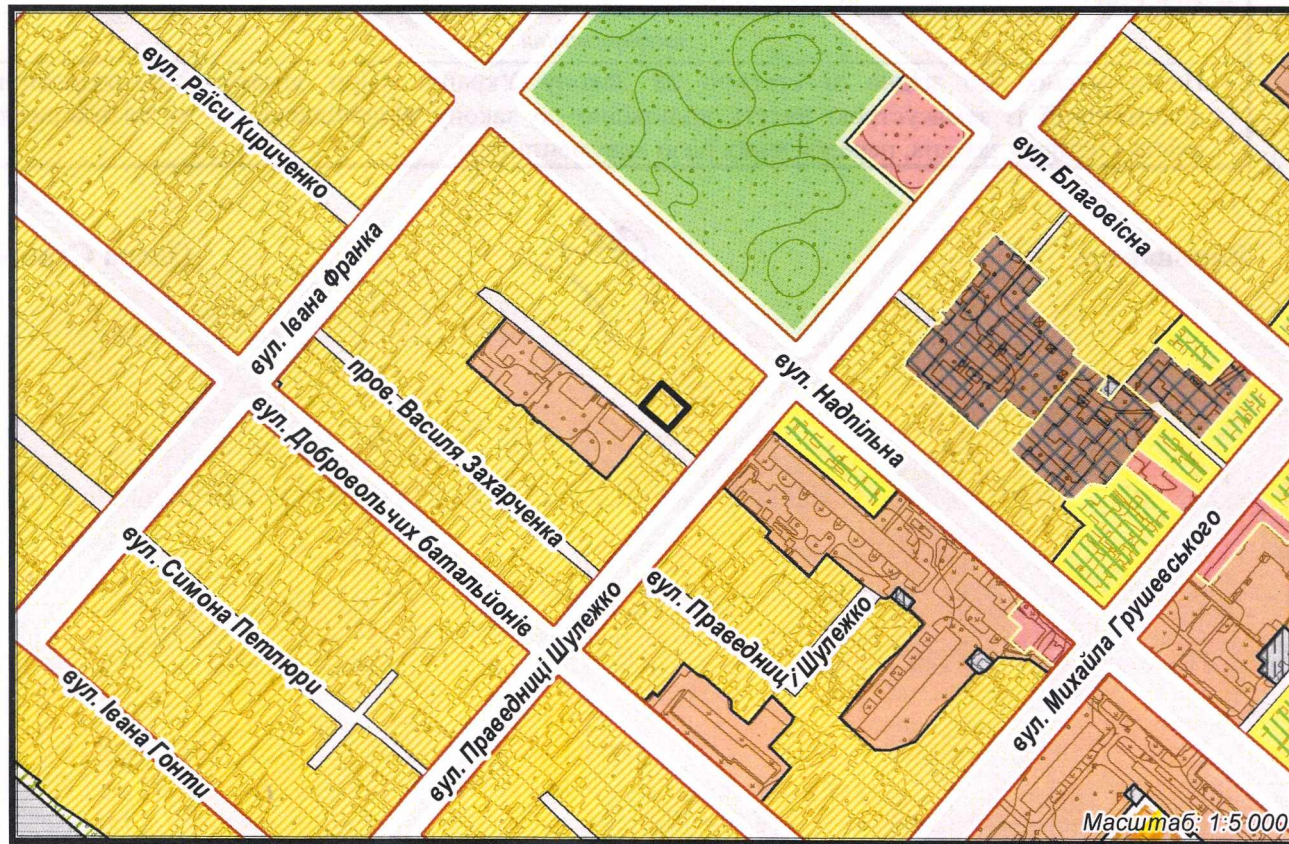 вул. Раїси Кириченко
вул. Благовісна
вул. Івана Франка
вул. Надпільна
пров. Василя Захарченка
вул. Добровольчих батальйонів
вул. Михайла Грушевського
вул. Симона Петлюри
вул. Праведниці Шулежко
вул. Праведниці Шулежко
вул. Івана Гонти
Масштаб: 1:5 000